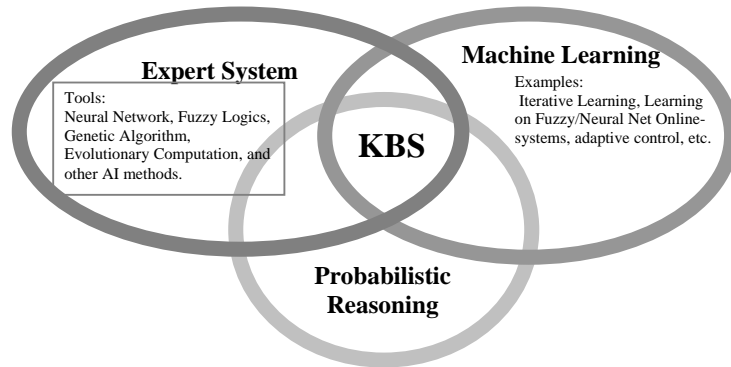 Expert System
Tools:
Neural Network, Fuzzy Logics,
Genetic Algorithm,
Evolutionary Computation, and
other AI methods.
Machine Learning
Examples:
Iterative Learning, Learning
on Fuzzy/Neural Net Online-
systems, adaptive control, etc.
KBS
Probabilistic
Reasoning